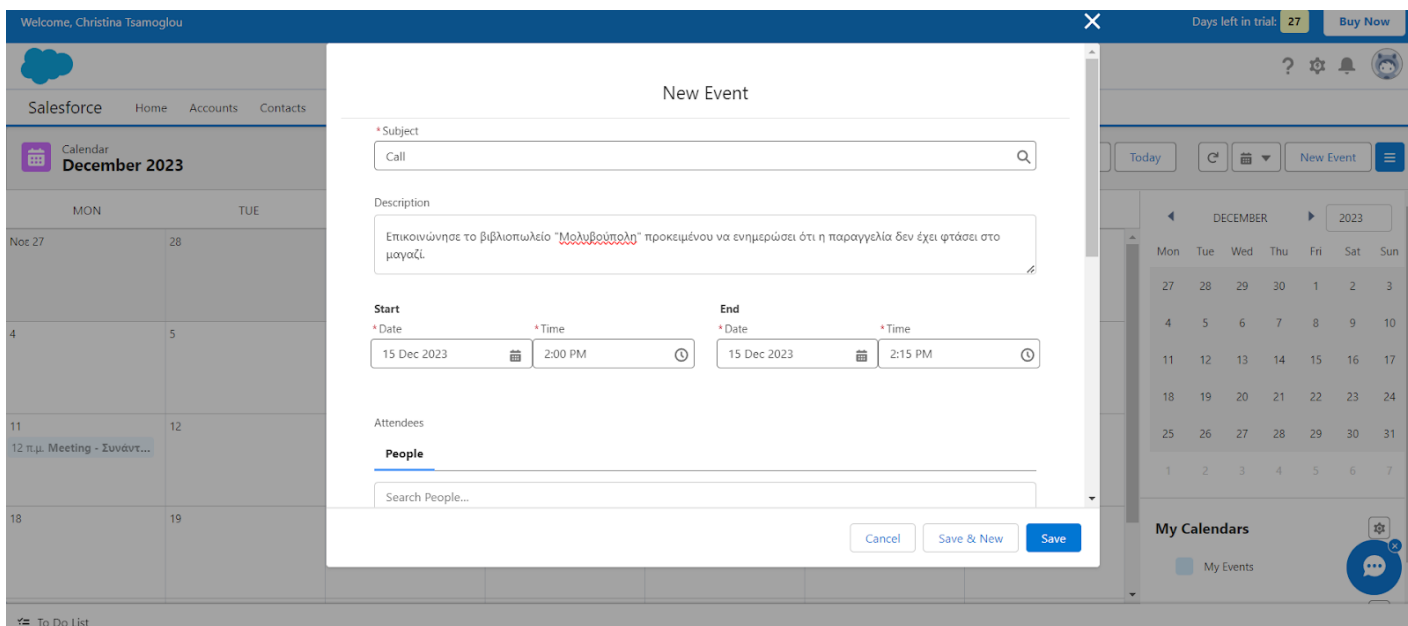 Welcome, Christina Tsamoglou
Days left in trial: 27
Buy Now
Salesforce
Home
Accounts
Contacts
Calendar
December 2023
Today
New Event
MON
TUE
Νοε 27
28
4
5
11
12 π.μ. Meeting - Συνάντ...
12
18
19
New Event
* Subject
Call
Description
Επικοινώνησε το βιβλιοπωλείο "Μολυβούπολη" προκειμένου να ενημερώσει ότι η παραγγελία δεν έχει φτάσει στο
μαγαζί.
Start
End
* Date
* Time
* Date
* Time
15 Dec 2023
2:00 PM
15 Dec 2023
2:15 PM
Attendees
People
Search People...
Cancel
Save & New
Save
DECEMBER
2023
Mon Tue Wed Thu Fri Sat Sun
27 28 29 30 1 2 3
4 5 6 7 8 9 10
11 12 13 14 15 16 17
18 19 20 21 22 23 24
25 26 27 28 29 30 31
1 2 3 4 5 6 7
My Calendars
My Events
To Do List